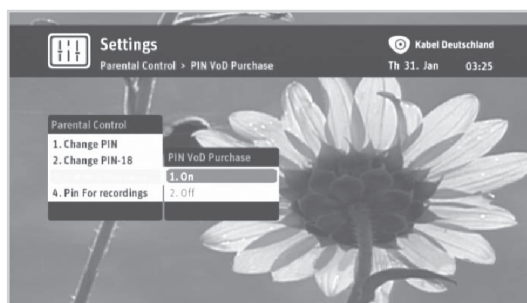 Settings
Parental Control > PIN VoD Purchase
Kabel Deutschland
Th 31. Jan 03:25
Parental Control
1. Change PIN
2. Change PIN-18
4. Pin For recordings
PIN VoD Purchase
1. On
2. Off